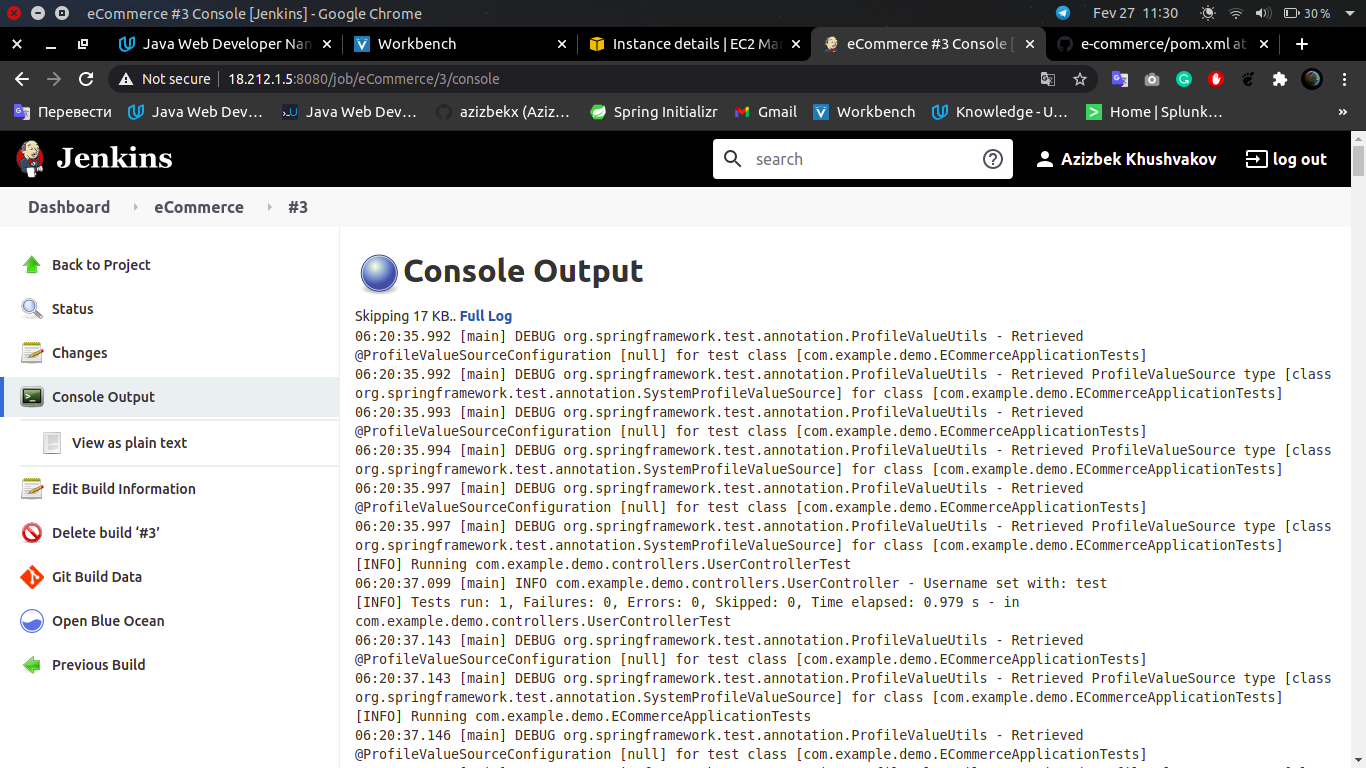 eCommerce #3 Console [Jenkins] - Google Chrome
Fev 27 11:30
30 %
Java Web Developer Nan
Workbench
Instance details | EC2 Man
eCommerce #3 Console [
e-commerce/pom.xml at
Not secure
18.212.1.5:8080/job/eCommerce/3/console
Перевести
Java Web Dev…
Java Web Dev…
azizbekx (Aziz…
Spring Initializr
Gmail
Workbench
Knowledge - U…
Home | Splunk…
»
Jenkins
search
Azizbek Khushvakov
log out
Dashboard
eCommerce
#3
Back to Project
Status
Changes
Console Output
View as plain text
Edit Build Information
Delete build ‘#3’
Git Build Data
Open Blue Ocean
Previous Build
Console Output
Skipping 17 KB.. Full Log
06:20:35.992 [main] DEBUG org.springframework.test.annotation.ProfileValueUtils - Retrieved
@ProfileValueSourceConfiguration [null] for test class [com.example.demo.ECommerceApplicationTests]
06:20:35.992 [main] DEBUG org.springframework.test.annotation.ProfileValueUtils - Retrieved ProfileValueSource type [class
org.springframework.test.annotation.SystemProfileValueSource] for class [com.example.demo.ECommerceApplicationTests]
06:20:35.993 [main] DEBUG org.springframework.test.annotation.ProfileValueUtils - Retrieved
@ProfileValueSourceConfiguration [null] for test class [com.example.demo.ECommerceApplicationTests]
06:20:35.994 [main] DEBUG org.springframework.test.annotation.ProfileValueUtils - Retrieved ProfileValueSource type [class
org.springframework.test.annotation.SystemProfileValueSource] for class [com.example.demo.ECommerceApplicationTests]
06:20:35.997 [main] DEBUG org.springframework.test.annotation.ProfileValueUtils - Retrieved
@ProfileValueSourceConfiguration [null] for test class [com.example.demo.ECommerceApplicationTests]
06:20:35.997 [main] DEBUG org.springframework.test.annotation.ProfileValueUtils - Retrieved ProfileValueSource type [class
org.springframework.test.annotation.SystemProfileValueSource] for class [com.example.demo.ECommerceApplicationTests]
[INFO] Running com.example.demo.controllers.UserControllerTest
06:20:37.099 [main] INFO com.example.demo.controllers.UserController - Username set with: test
[INFO] Tests run: 1, Failures: 0, Errors: 0, Skipped: 0, Time elapsed: 0.979 s - in
com.example.demo.controllers.UserControllerTest
06:20:37.143 [main] DEBUG org.springframework.test.annotation.ProfileValueUtils - Retrieved
@ProfileValueSourceConfiguration [null] for test class [com.example.demo.ECommerceApplicationTests]
06:20:37.143 [main] DEBUG org.springframework.test.annotation.ProfileValueUtils - Retrieved ProfileValueSource type [class
org.springframework.test.annotation.SystemProfileValueSource] for class [com.example.demo.ECommerceApplicationTests]
[INFO] Running com.example.demo.ECommerceApplicationTests
06:20:37.146 [main] DEBUG org.springframework.test.annotation.ProfileValueUtils - Retrieved
@ProfileValueSourceConfiguration [null] for test class [com.example.demo.ECommerceApplicationTests]